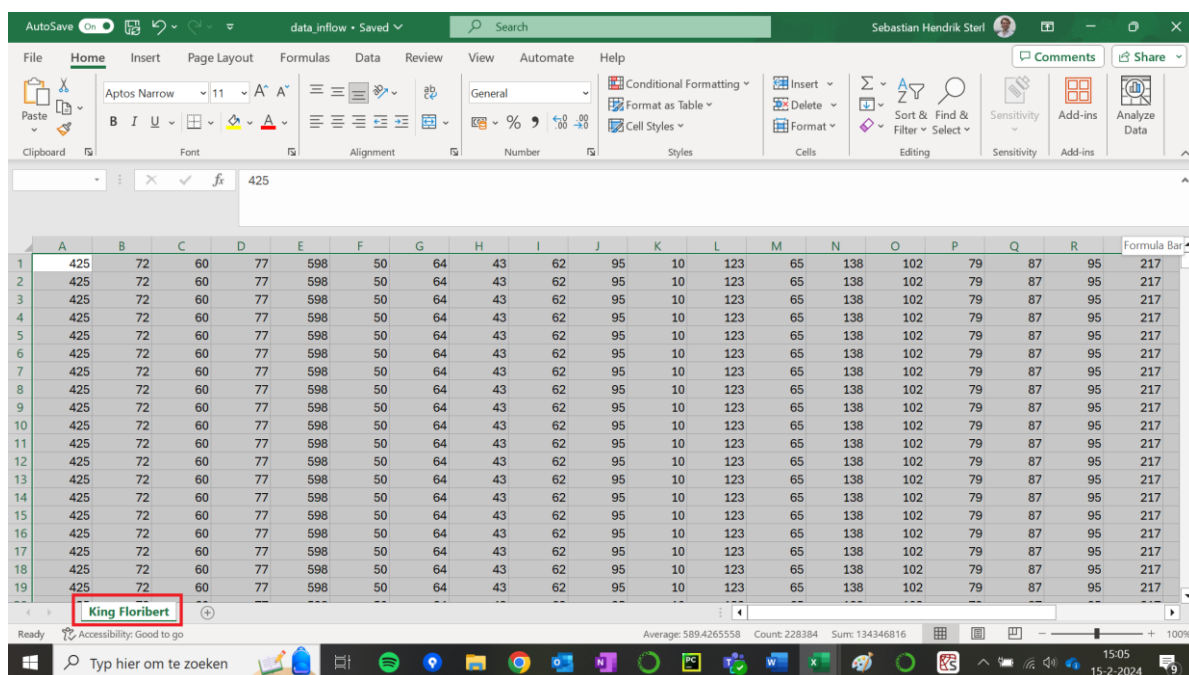 AutoSave On data_inflow • Saved Search Sebastian Hendrik Sterl
File Home Insert Page Layout Formulas Data Review View Automate Help Comments Share
Paste Aptos Narrow 11 A A General Conditional Formatting Insert Sort & Find & Sensitivity Add-ins Analyze
B I U A ab Format as Table Delete Filter Select Data
Cell Styles Format
Clipboard Font Alignment Number Styles Cells Editing Sensitivity Add-ins
fx 425
A B C D E F G H I J K L M N O P Q R Formula Bar
1 425 72 60 77 598 50 64 43 62 95 10 123 65 138 102 79 87 95 217
2 425 72 60 77 598 50 64 43 62 95 10 123 65 138 102 79 87 95 217
3 425 72 60 77 598 50 64 43 62 95 10 123 65 138 102 79 87 95 217
4 425 72 60 77 598 50 64 43 62 95 10 123 65 138 102 79 87 95 217
5 425 72 60 77 598 50 64 43 62 95 10 123 65 138 102 79 87 95 217
6 425 72 60 77 598 50 64 43 62 95 10 123 65 138 102 79 87 95 217
7 425 72 60 77 598 50 64 43 62 95 10 123 65 138 102 79 87 95 217
8 425 72 60 77 598 50 64 43 62 95 10 123 65 138 102 79 87 95 217
9 425 72 60 77 598 50 64 43 62 95 10 123 65 138 102 79 87 95 217
10 425 72 60 77 598 50 64 43 62 95 10 123 65 138 102 79 87 95 217
11 425 72 60 77 598 50 64 43 62 95 10 123 65 138 102 79 87 95 217
12 425 72 60 77 598 50 64 43 62 95 10 123 65 138 102 79 87 95 217
13 425 72 60 77 598 50 64 43 62 95 10 123 65 138 102 79 87 95 217
14 425 72 60 77 598 50 64 43 62 95 10 123 65 138 102 79 87 95 217
15 425 72 60 77 598 50 64 43 62 95 10 123 65 138 102 79 87 95 217
16 425 72 60 77 598 50 64 43 62 95 10 123 65 138 102 79 87 95 217
17 425 72 60 77 598 50 64 43 62 95 10 123 65 138 102 79 87 95 217
18 425 72 60 77 598 50 64 43 62 95 10 123 65 138 102 79 87 95 217
19 425 72 60 77 598 50 64 43 62 95 10 123 65 138 102 79 87 95 217
King Floribert
Ready Accessibility: Good to go Average: 589.4265558 Count: 228384 Sum: 134346816 100%
Typ hier om te zoeken 15:05
15-2-2024